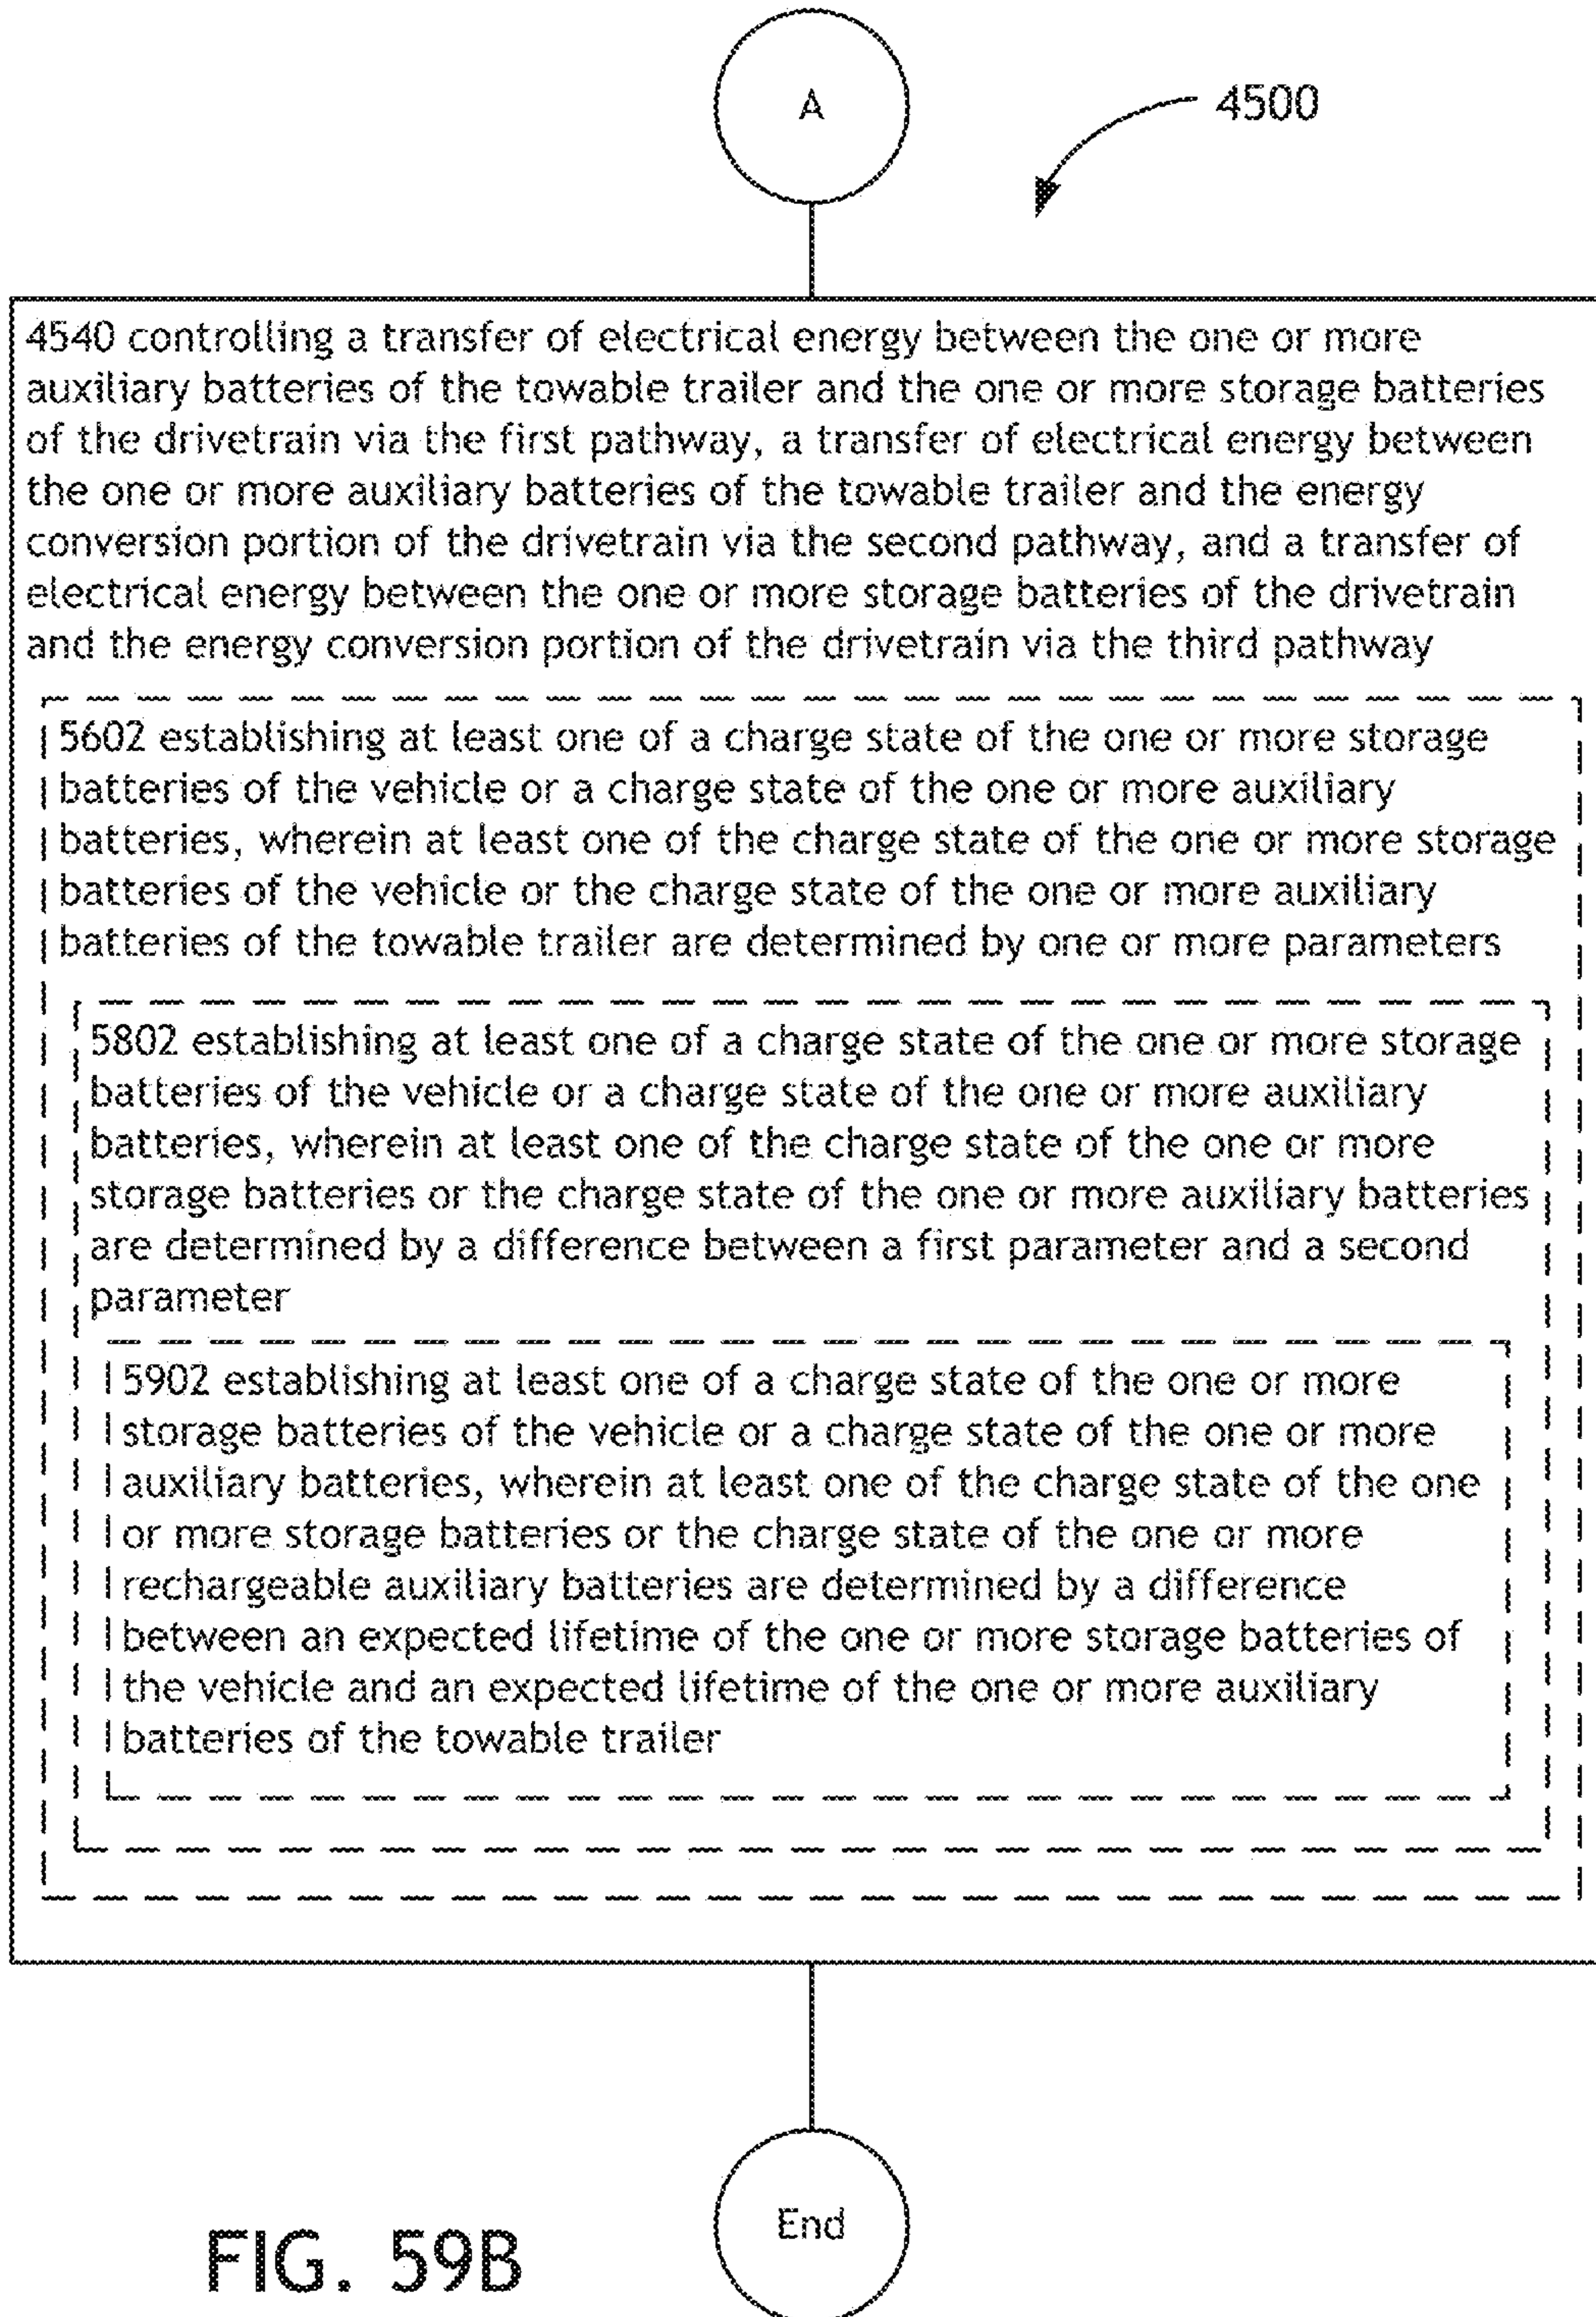 A
4500
4540 controlling a transfer of electrical energy between the one or more
auxiliary batteries of the towable trailer and the one or more storage batteries
of the drivetrain via the first pathway, a transfer of electrical energy between
the one or more auxiliary batteries of the towable trailer and the energy
conversion portion of the drivetrain via the second pathway, and a transfer of
electrical energy between the one or more storage batteries of the drivetrain
and the energy conversion portion of the drivetrain via the third pathway
5602 establishing at least one of a charge state of the one or more storage
batteries of the vehicle or a charge state of the one or more auxiliary
batteries, wherein at least one of the charge state of the one or more storage
batteries of the vehicle or the charge state of the one or more auxiliary
batteries of the towable trailer are determined by one or more parameters
5802 establishing at least one of a charge state of the one or more storage
batteries of the vehicle or a charge state of the one or more auxiliary
batteries, wherein at least one of the charge state of the one or more
storage batteries or the charge state of the one or more auxiliary batteries
are determined by a difference between a first parameter and a second
parameter
5902 establishing at least one of a charge state of the one or more
storage batteries of the vehicle or a charge state of the one or more
auxiliary batteries, wherein at least one of the charge state of the one
or more storage batteries or the charge state of the one or more
rechargeable auxiliary batteries are determined by a difference
between an expected lifetime of the one or more storage batteries of
the vehicle and an expected lifetime of the one or more auxiliary
batteries of the towable trailer
End
FIG. 59B